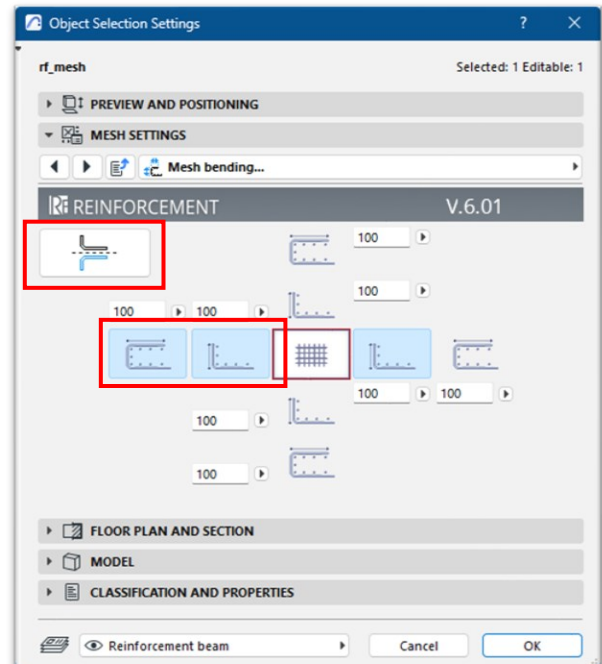 Object Selection Settings ? ×
rf_mesh Selected: 1 Editable: 1
PREVIEW AND POSITIONING
MESH SETTINGS
Mesh bending...
RF REINFORCEMENT V.6.01
100
100
100 100
100 100
100
100
FLOOR PLAN AND SECTION
MODEL
CLASSIFICATION AND PROPERTIES
Reinforcement beam Cancel OK